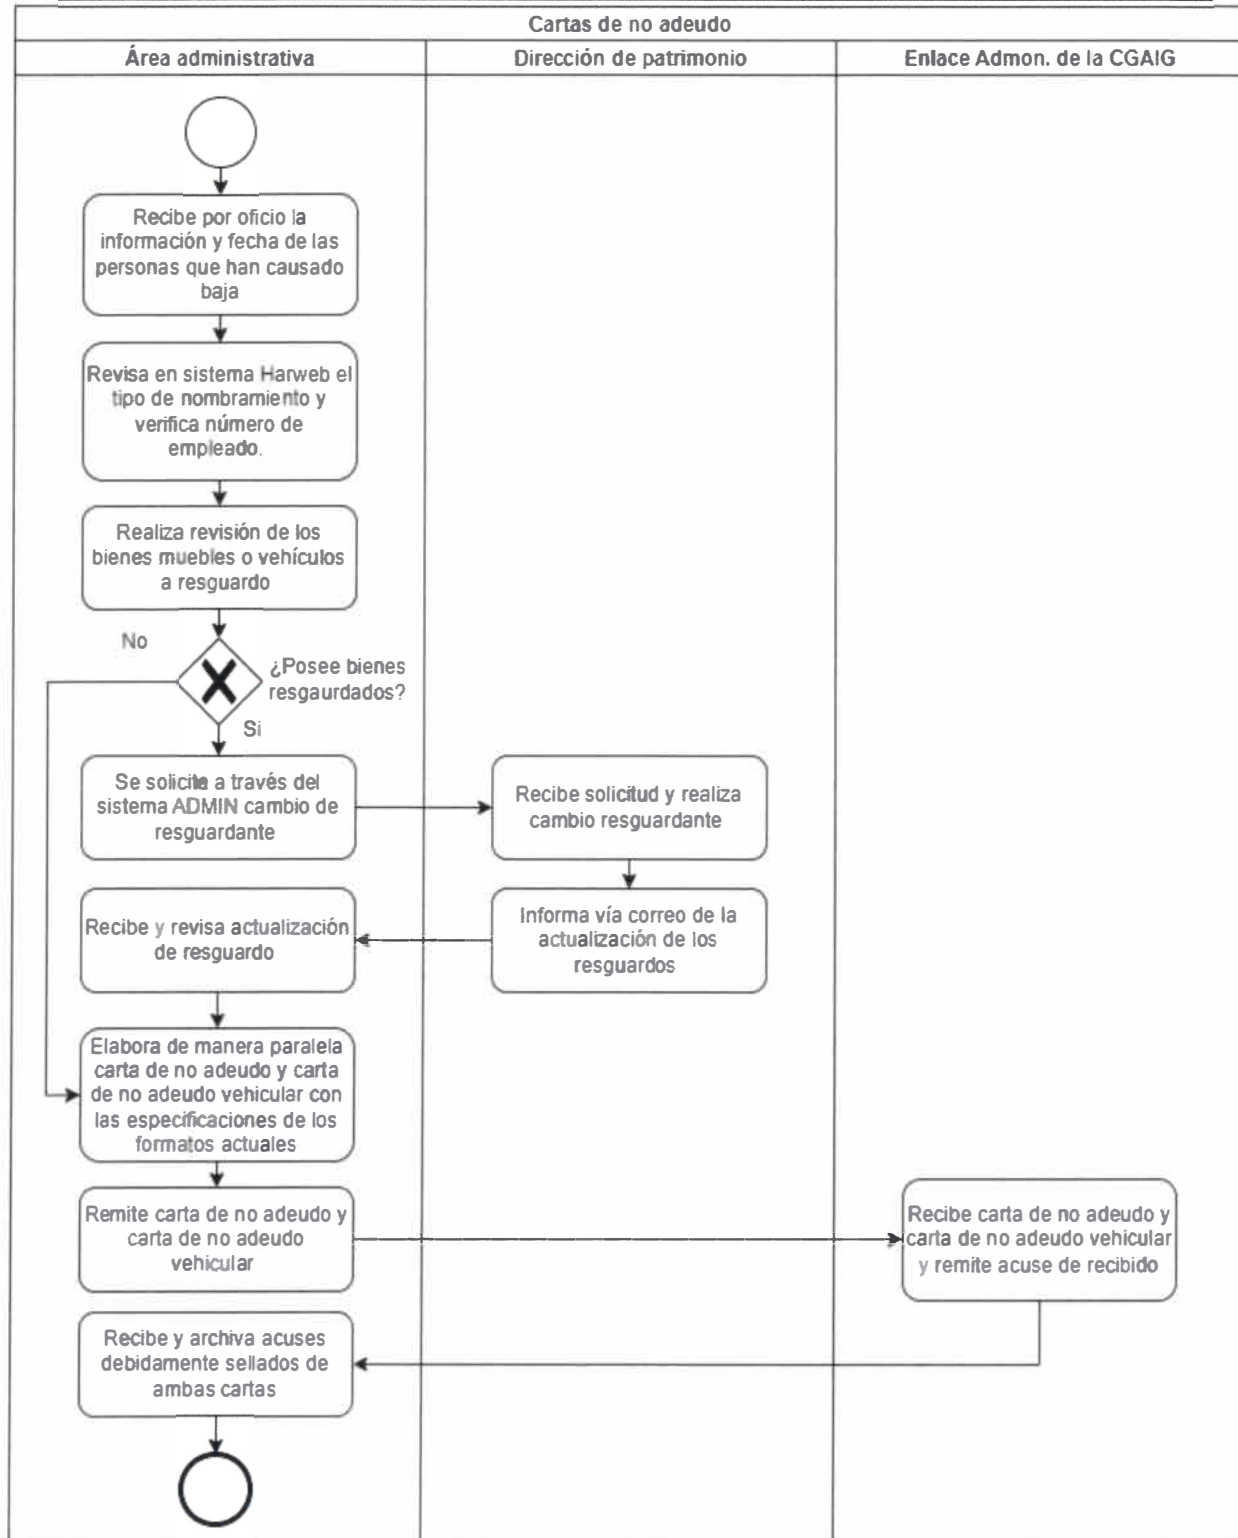 Cartas de no adeudo
Área administrativa
Dirección de patrimonio
Enlace Admon. de la CGAIG
Recibe por oficio la
información y fecha de las
personas que han causado
baja
Revisa en sistema Harweb el
tipo de nombramiento y
verifica número de
empleado.
Realiza revisión de los
bienes muebles o vehículos
a resguardo
No
¿Posee bienes
resgaurdados?
Si
Se solicite a través del
sistema ADMIN cambio de
resguardante
Recibe solicitud y realiza
cambio resguardante
Informa vía correo de la
actualización de los
resguardos
Recibe y revisa actualización
de resguardo
Elabora de manera paralela
carta de no adeudo y carta
de no adeudo vehicular con
las especificaciones de los
formatos actuales
Remite carta de no adeudo y
carta de no adeudo
vehicular
Recibe carta de no adeudo y
carta de no adeudo vehicular
y remite acuse de recibido
Recibe y archiva acuses
debidamente sellados de
ambas cartas